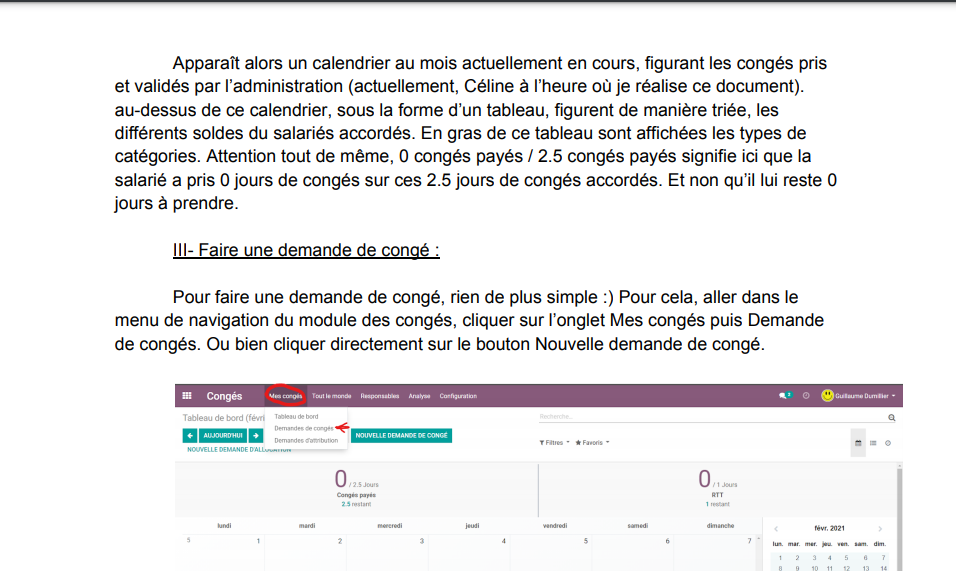 Apparaît alors un calendrier au mois actuellement en cours, figurant les congés pris
et validés par l’administration (actuellement, Céline à l’heure où je réalise ce document).
au-dessus de ce calendrier, sous la forme d’un tableau, figurent de manière triée, les
différents soldes du salariés accordés. En gras de ce tableau sont affichées les types de
catégories. Attention tout de même, 0 congés payés / 2.5 congés payés signifie ici que la
salarié a pris 0 jours de congés sur ces 2.5 jours de congés accordés. Et non qu’il lui reste 0
jours à prendre.
III- Faire une demande de congé :
Pour faire une demande de congé, rien de plus simple :) Pour cela, aller dans le
menu de navigation du module des congés, cliquer sur l’onglet Mes congés puis Demande
de congés. Ou bien cliquer directement sur le bouton Nouvelle demande de congé.
Congés Mes congés Tout le monde Responsables Analyse Configuration 2 Guillaume Dumillier
Tableau de bord (févri
Recherche...
Tableau de bord
Demandes de congés
Demandes d'attribution
AUJOURD'HUI NOUVELLE DEMANDE DE CONGÉ
Filtres Favoris
NOUVELLE DEMANDE D'ALLOCATION
0 / 2.5 Jours
Congés payés
2.5 restant
0 / 1 Jours
RTT
1 restant
lundi mardi mercredi jeudi vendredi samedi dimanche
5 1 2 3 4 5 6 7
févr. 2021
lun. mar. mer. jeu. ven. sam. dim.
1 2 3 4 5 6 7
8 9 10 11 12 13 14